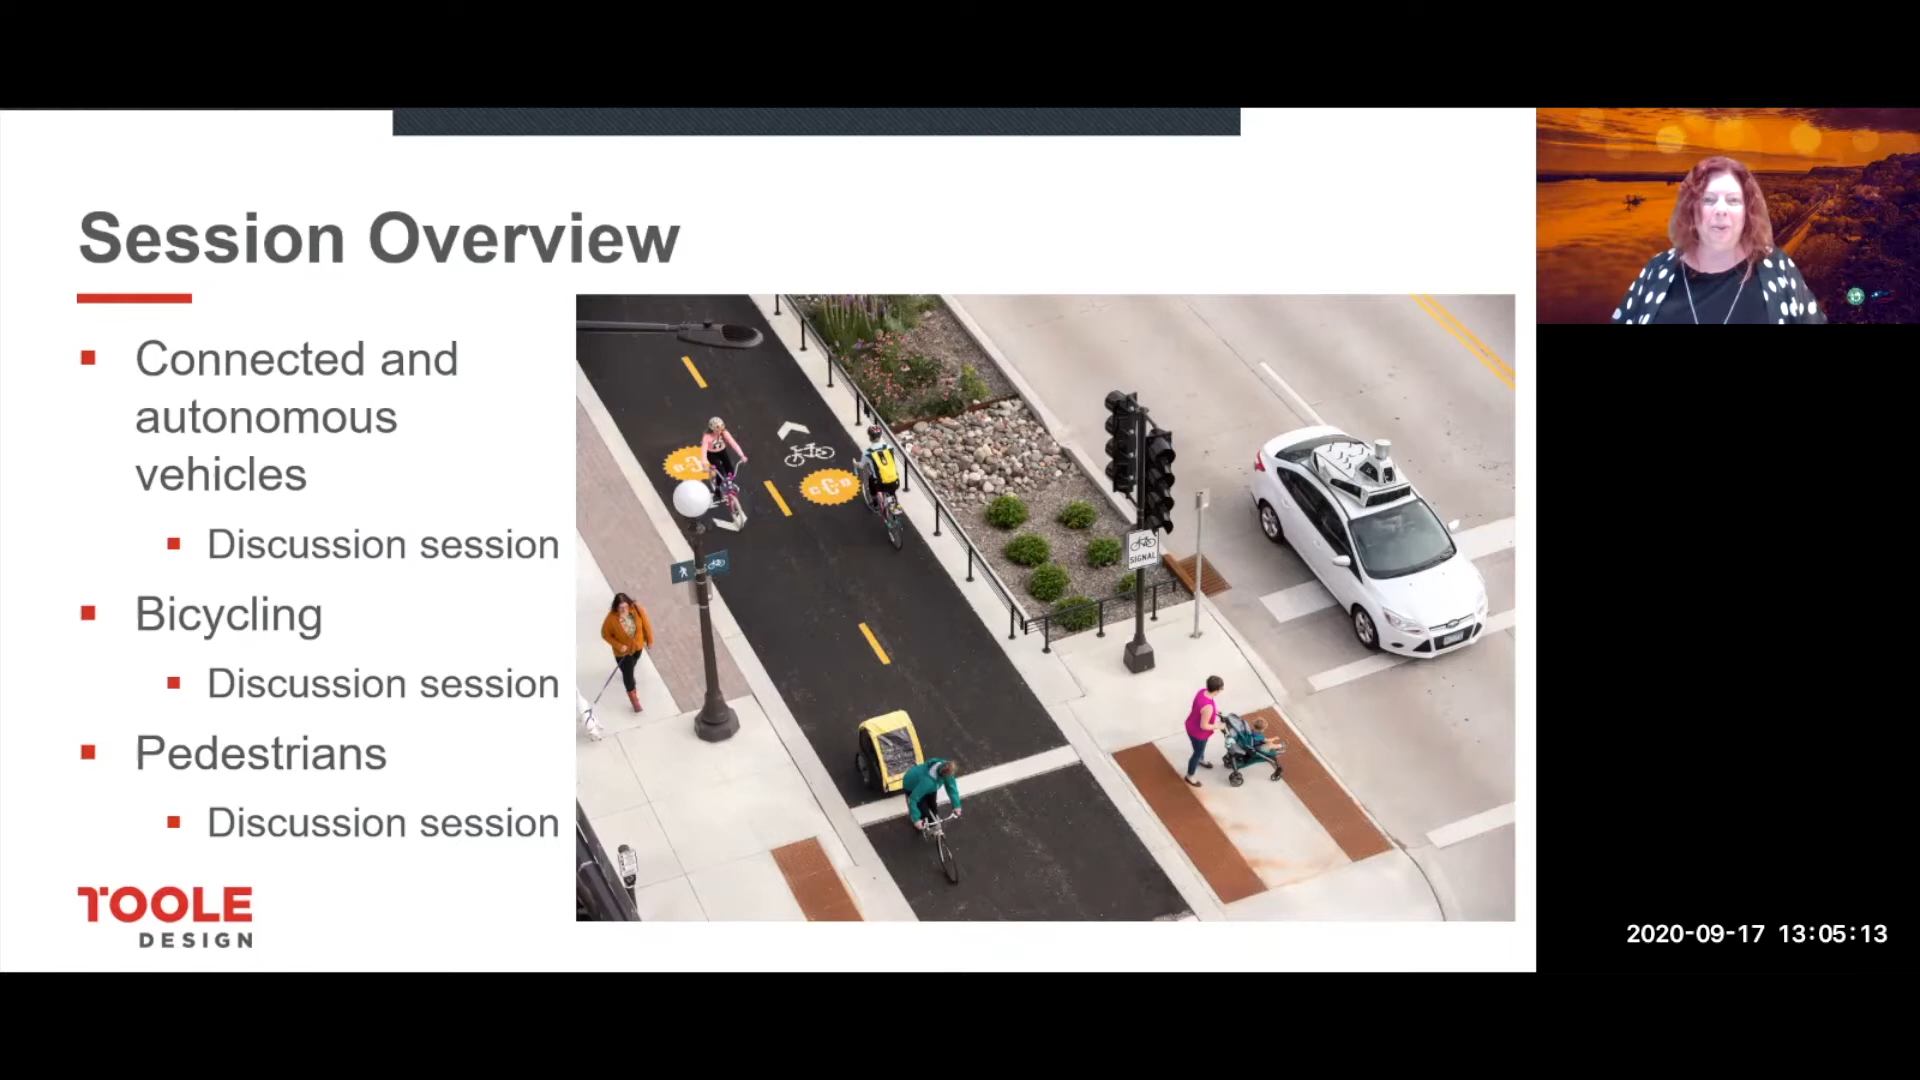 Session Overview
Connected and
autonomous
vehicles
Discussion session
Bicycling
Discussion session
Pedestrians
Discussion session
TOOLE
DESIGN
SIGNAL
2020-09-17 13:05:13